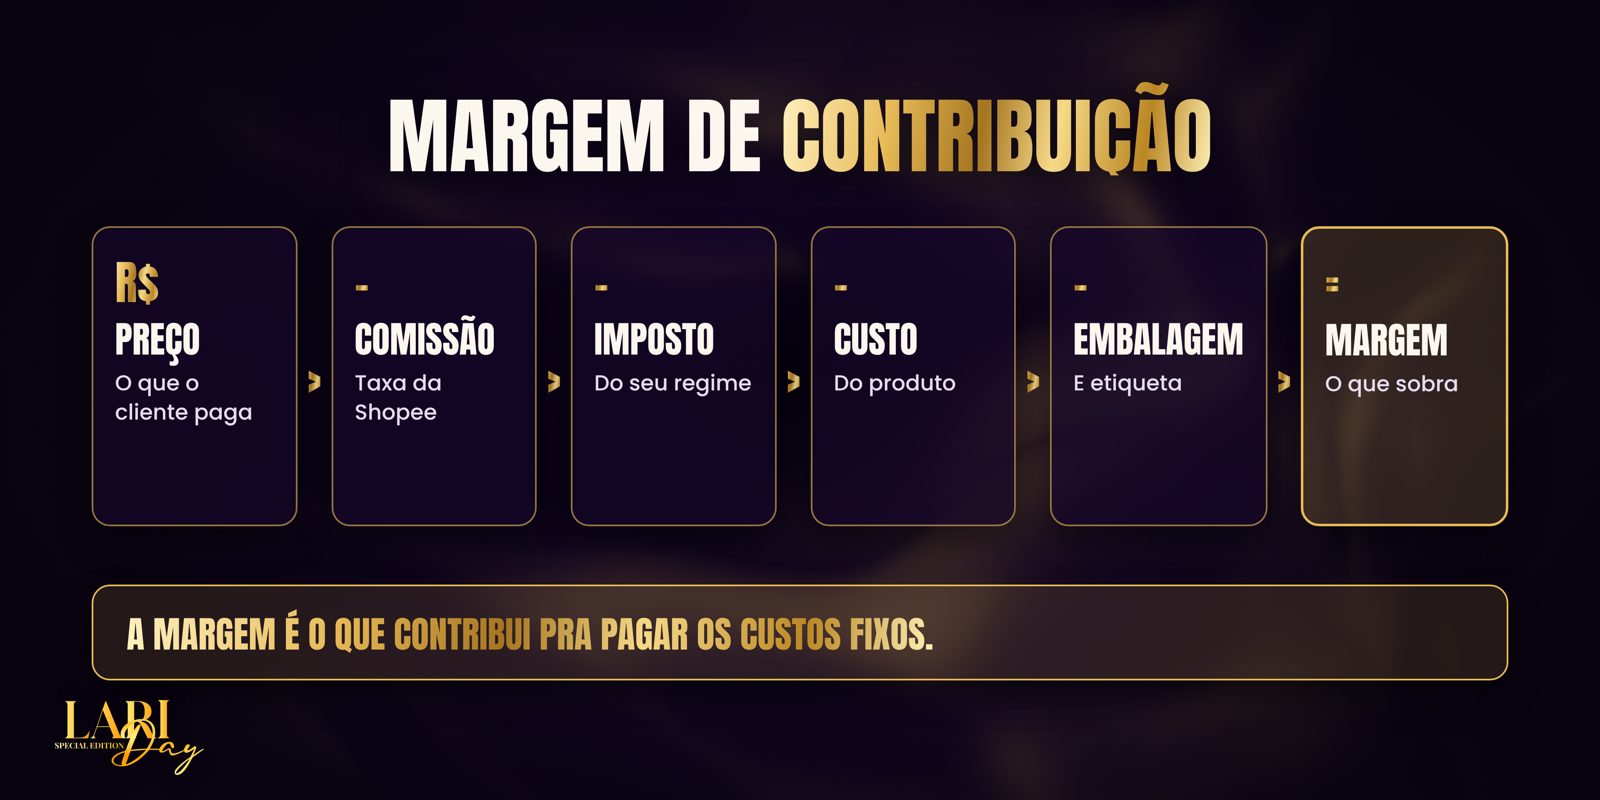 MARGEM DE CONTRIBUIÇÃO
R$
PREÇO
O que o
cliente paga
>
-
COMISSÃO
Taxa da
Shopee
>
-
IMPOSTO
Do seu regime
>
-
CUSTO
Do produto
>
-
EMBALAGEM
E etiqueta
>
=
MARGEM
O que sobra
A MARGEM É O QUE CONTRIBUI PRA PAGAR OS CUSTOS FIXOS.
LARI
SPECIAL EDITION Day